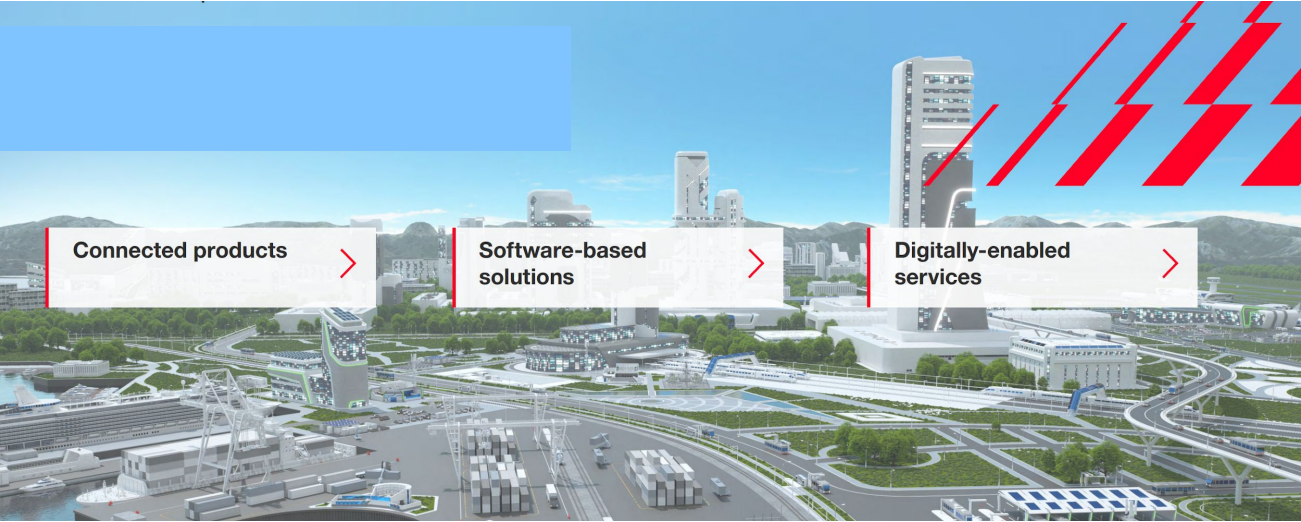 Connected products
Software-based
solutions
Digitally-enabled
services